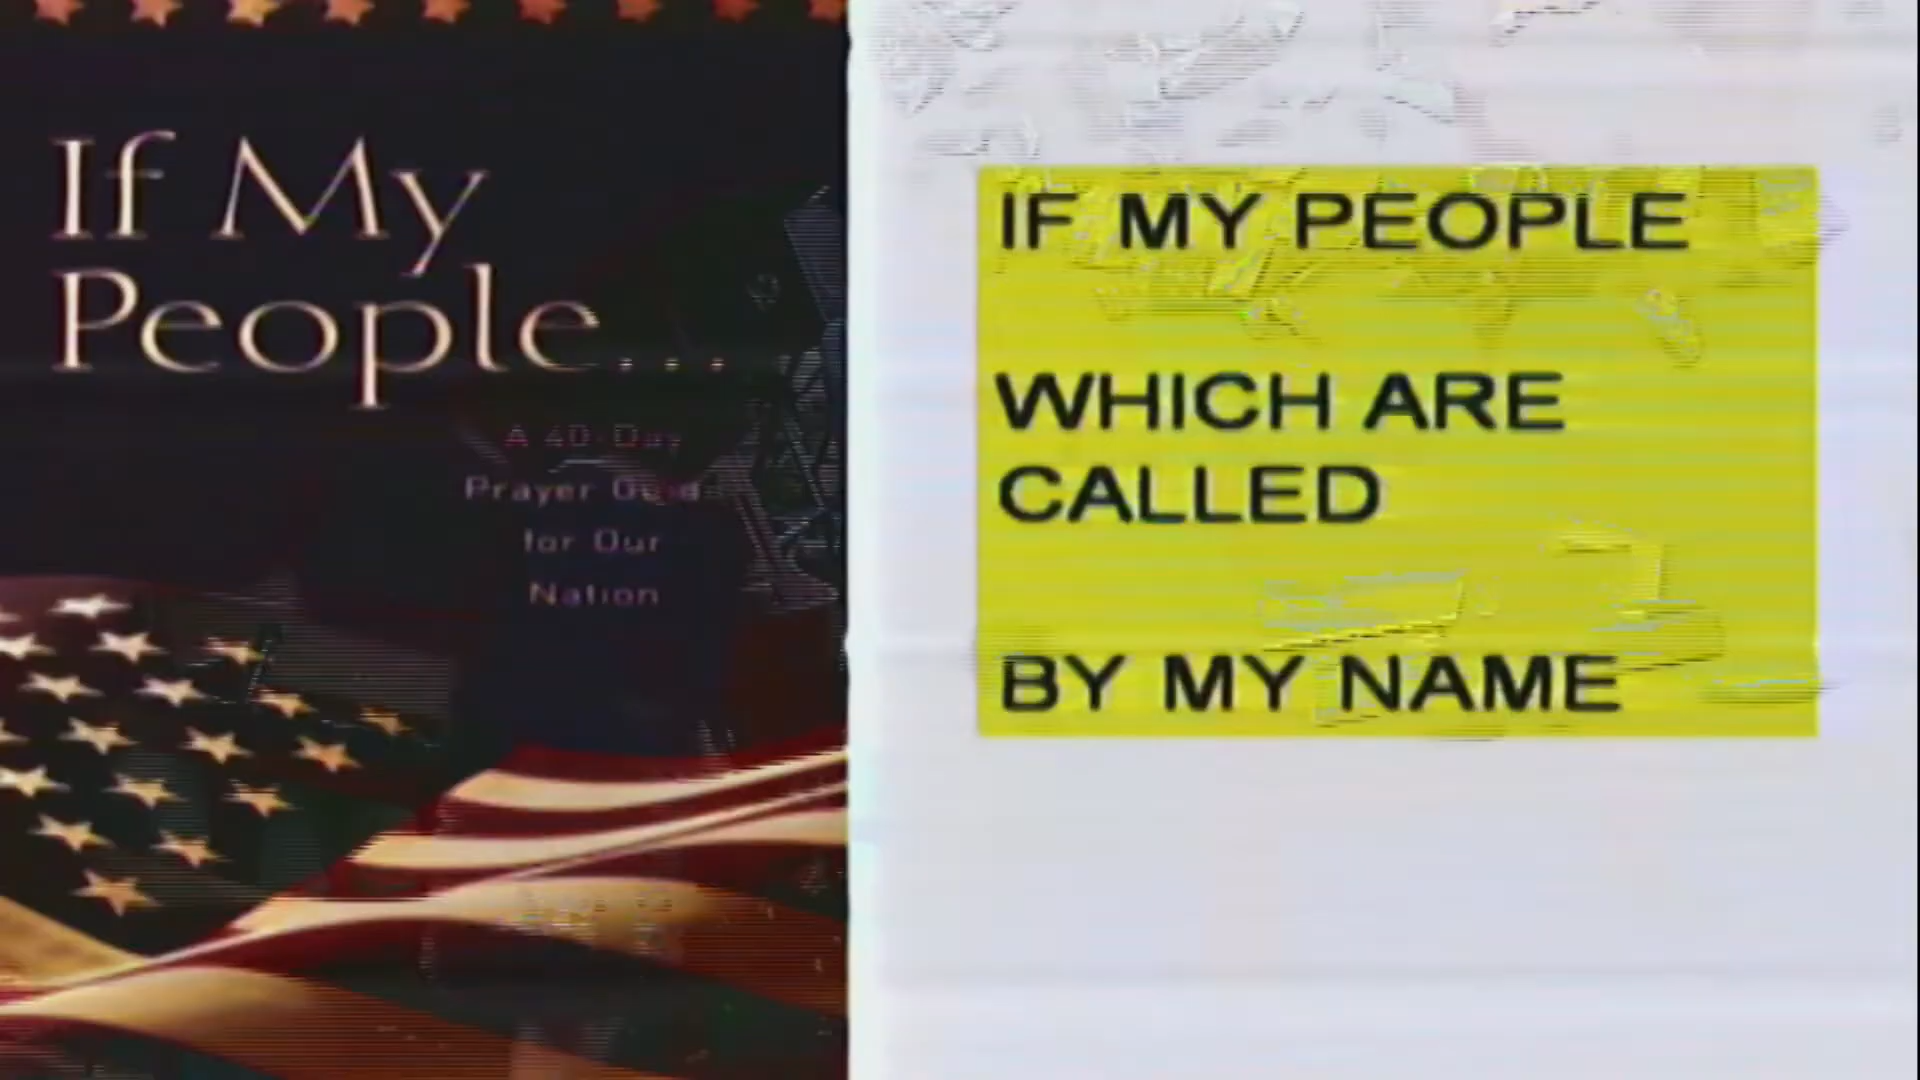 If My
People...
A 40-Day
Prayer Guide
for Our
Nation
IF MY PEOPLE
WHICH ARE
CALLED
BY MY NAME